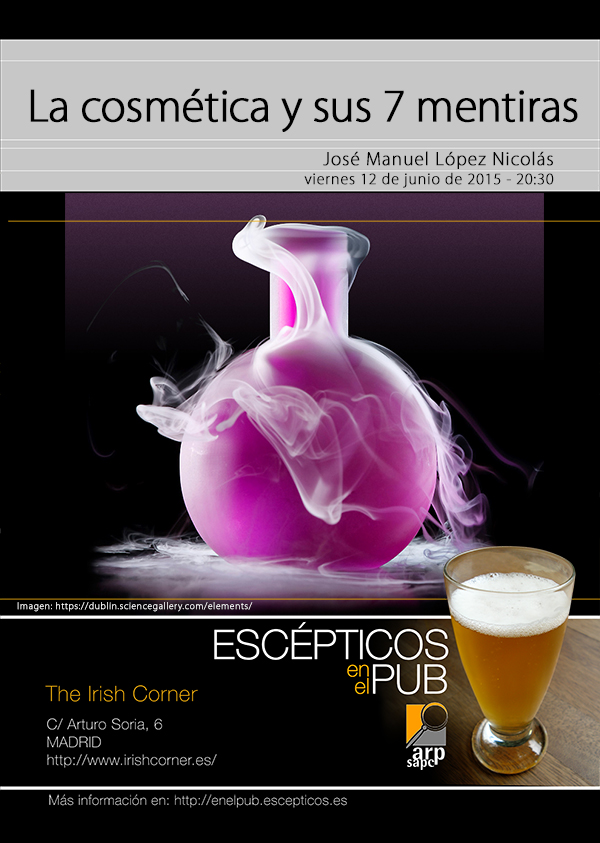 La cosmética y sus 7 mentiras
José Manuel López Nicolás
viernes 12 de junio de 2015 - 20:30
Imagen: https://dublin.sciencegallery.com/elements/
ESCÉPTICOS
en el PUB
The Irish Corner
C/ Arturo Soria, 6
MADRID
http://www.irishcorner.es/
arp
sapc
Más información en: http://enelpub.escepticos.es